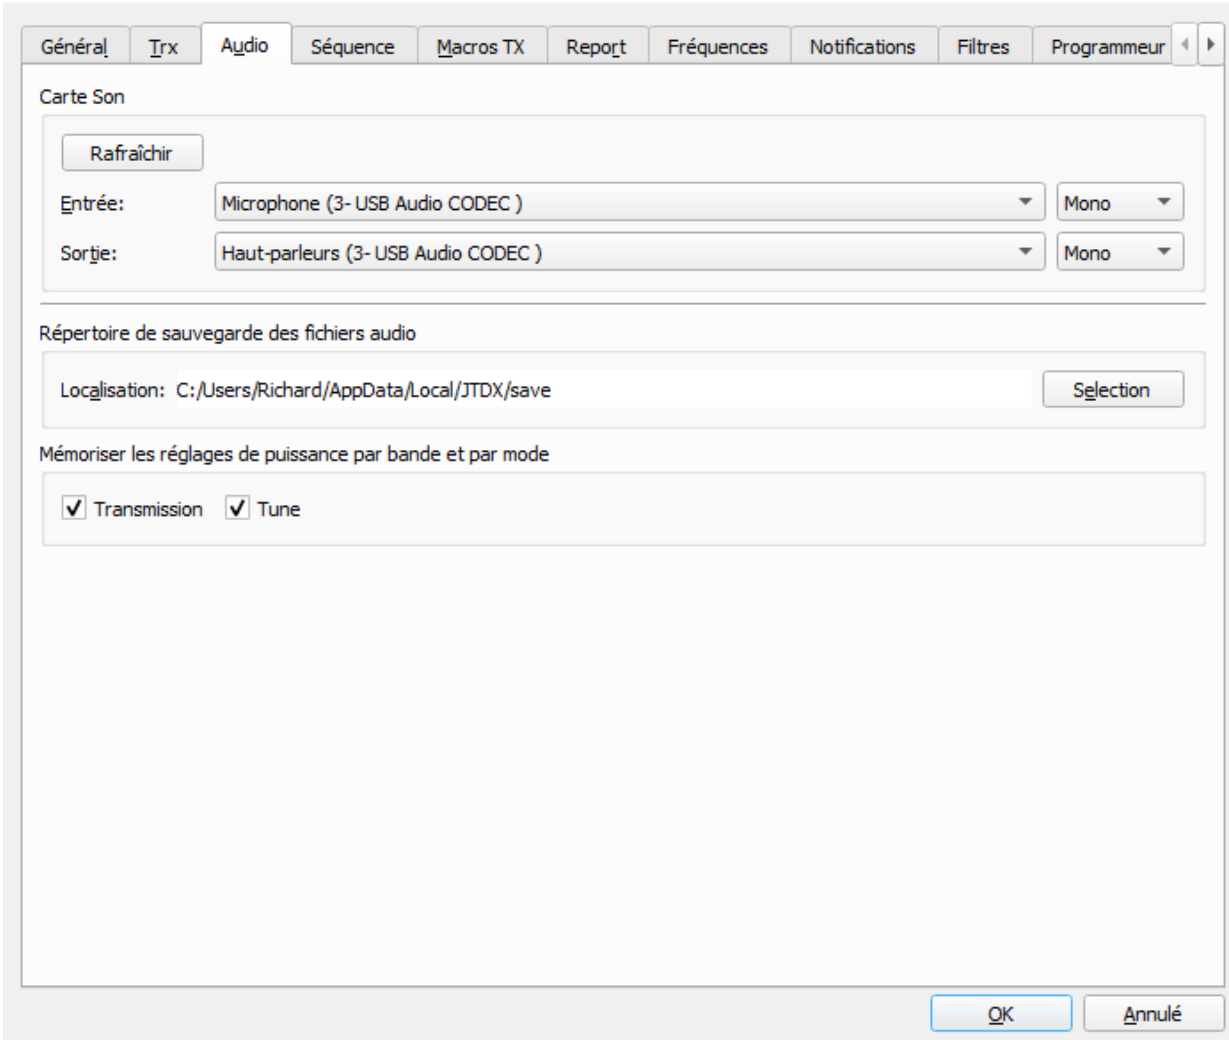 Général Trx Audio Séquence Macros TX Report Fréquences Notifications Filtres Programmeur
Carte Son
Rafraîchir
Entrée: Microphone (3- USB Audio CODEC ) Mono
Sortie: Haut-parleurs (3- USB Audio CODEC ) Mono
Répertoire de sauvegarde des fichiers audio
Localisation: C:/Users/Richard/AppData/Local/JTDX/save Selection
Mémoriser les réglages de puissance par bande et par mode
Transmission Tune
OK Annulé